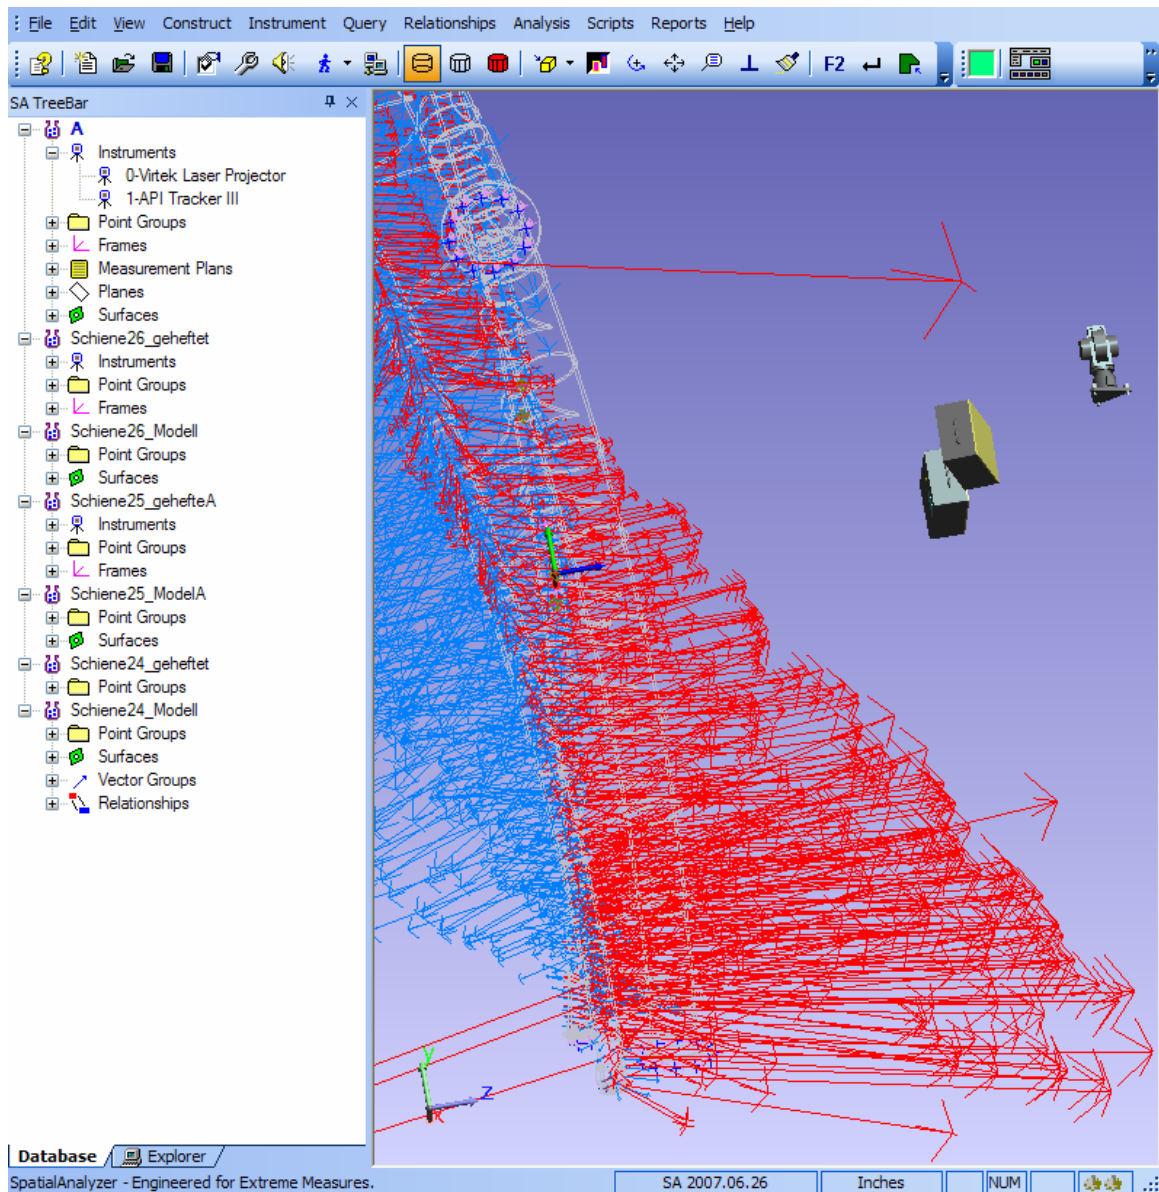 File Edit View Construct Instrument Query Relationships Analysis Scripts Reports Help
F2
SA TreeBar
A
Instruments
0-Virtek Laser Projector
1-API Tracker III
Point Groups
Frames
Measurement Plans
Planes
Surfaces
Schiene26_geheftet
Instruments
Point Groups
Frames
Schiene26_Modell
Point Groups
Surfaces
Schiene25_gehefteA
Instruments
Point Groups
Frames
Schiene25_ModelA
Point Groups
Surfaces
Schiene24_geheftet
Point Groups
Schiene24_Modell
Point Groups
Surfaces
Vector Groups
Relationships
Y
Z
X
Database Explorer
SpatialAnalyzer - Engineered for Extreme Measures. SA 2007.06.26 Inches NUM